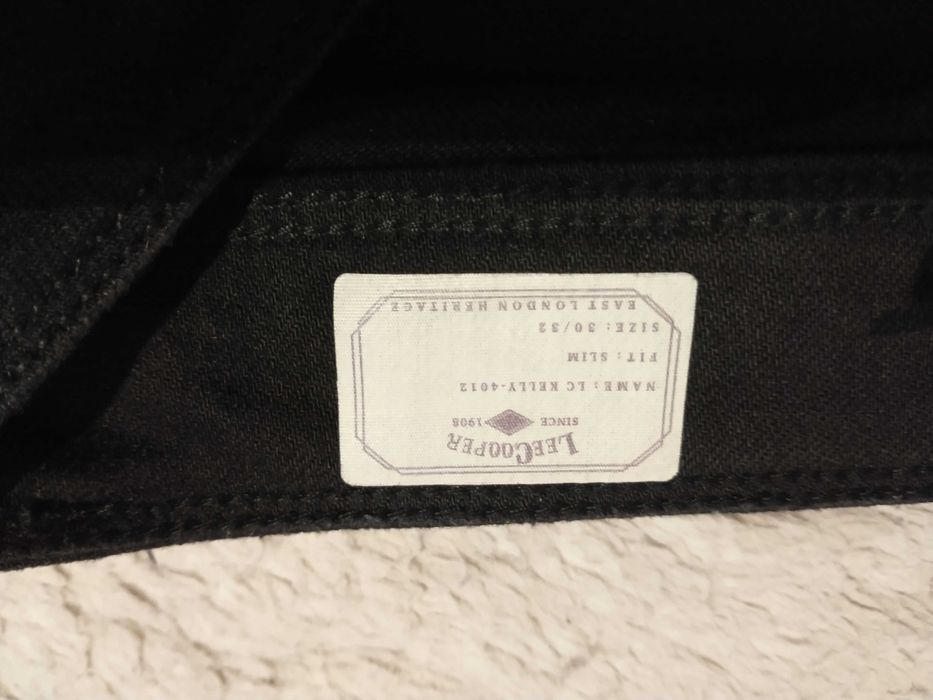 LEECOOPER
SINCE 1908
NAME: LC KELLY-4012
FIT: SLIM
SIZE: 30/32
EAST LONDON HERITAGE